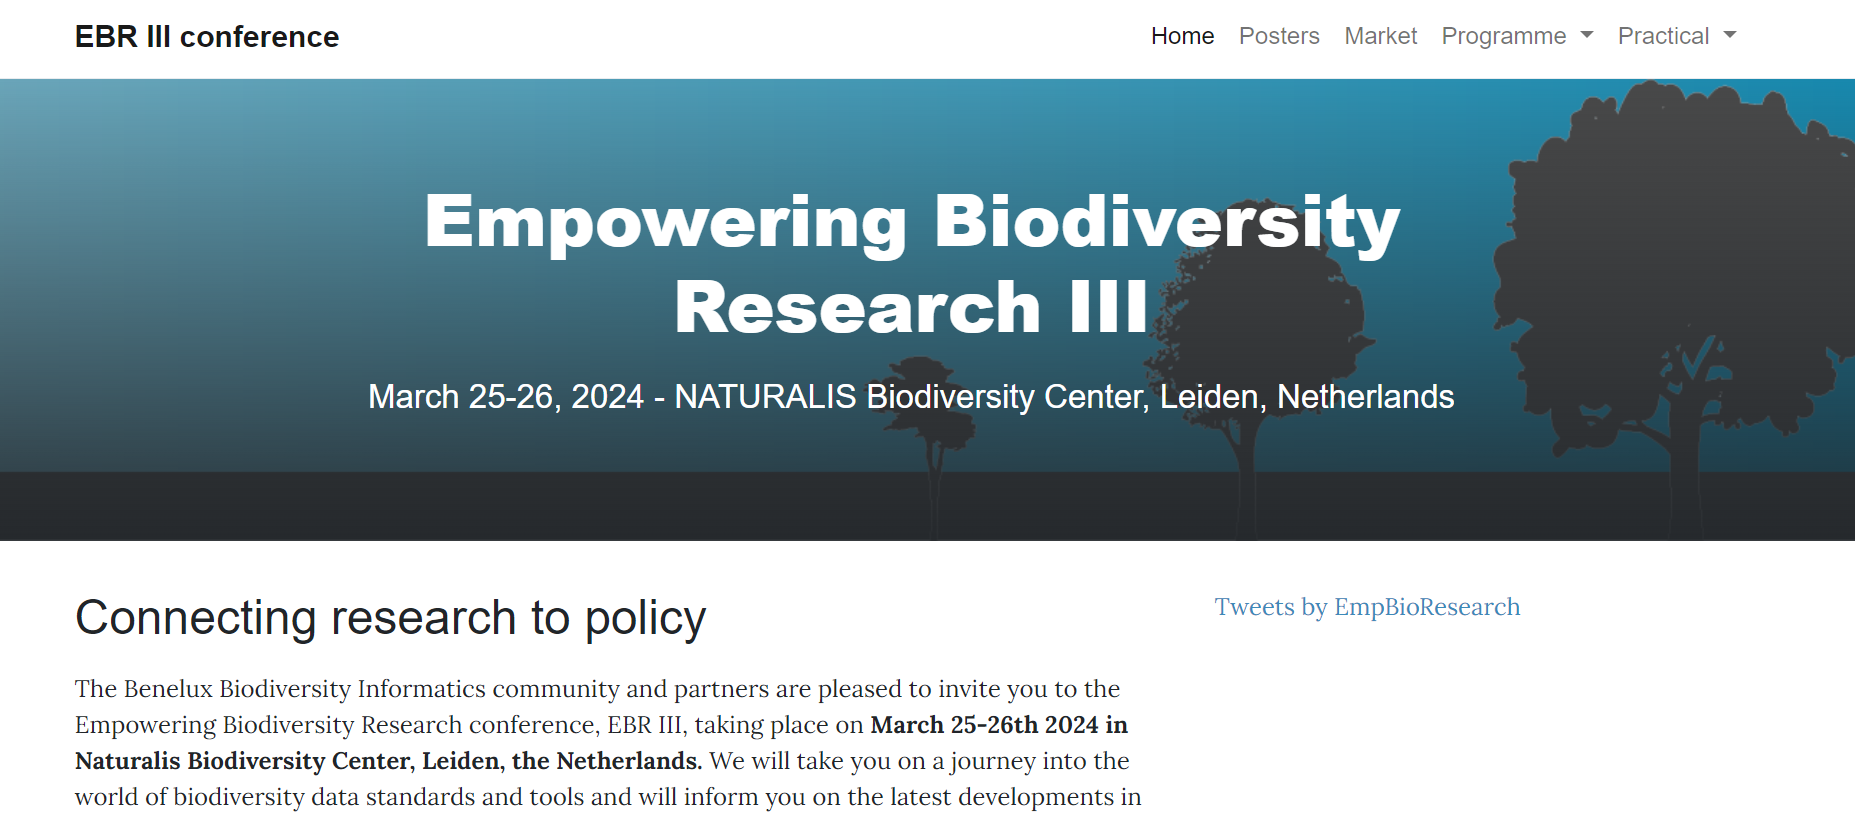 EBR III conference
Home Posters Market Programme Practical
Empowering Biodiversity
Research III
March 25-26, 2024 - NATURALIS Biodiversity Center, Leiden, Netherlands
Connecting research to policy
The Benelux Biodiversity Informatics community and partners are pleased to invite you to the
Empowering Biodiversity Research conference, EBR III, taking place on March 25-26th 2024 in
Naturalis Biodiversity Center, Leiden, the Netherlands. We will take you on a journey into the
world of biodiversity data standards and tools and will inform you on the latest developments in
Tweets by EmpBioResearch